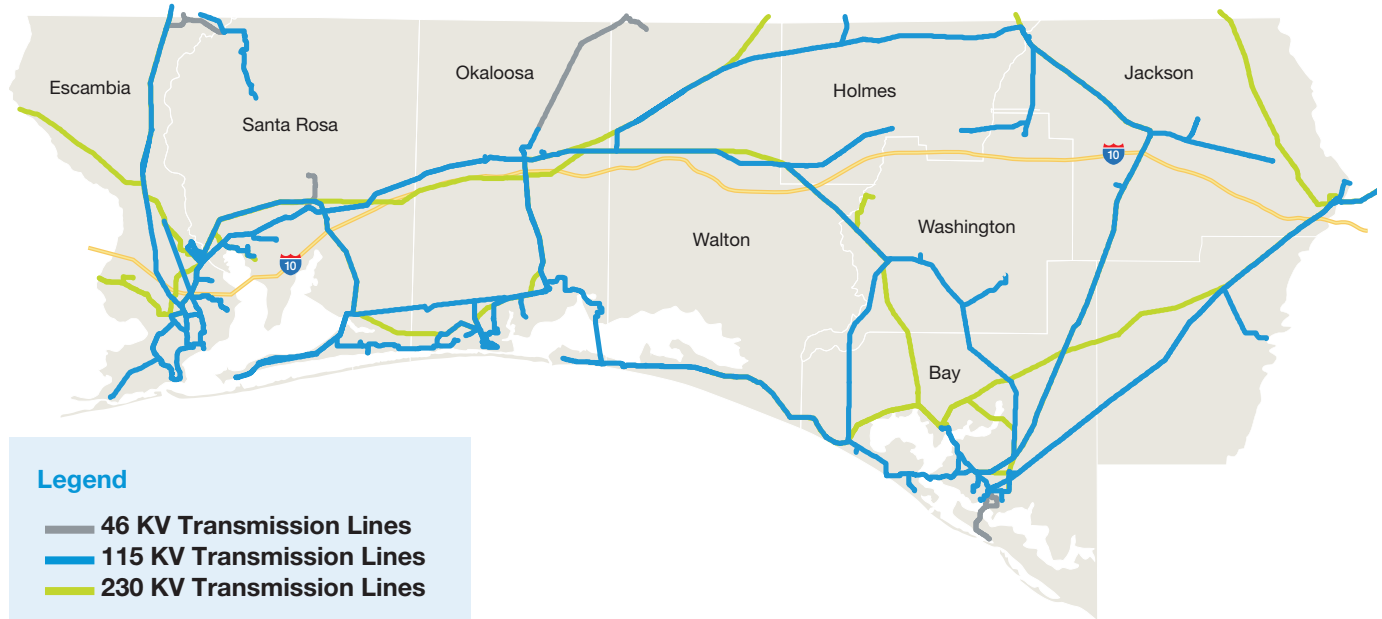 Escambia
Santa Rosa
Okaloosa
Holmes
Jackson
10
Walton
Washington
10
Bay
Legend
46 KV Transmission Lines
115 KV Transmission Lines
230 KV Transmission Lines